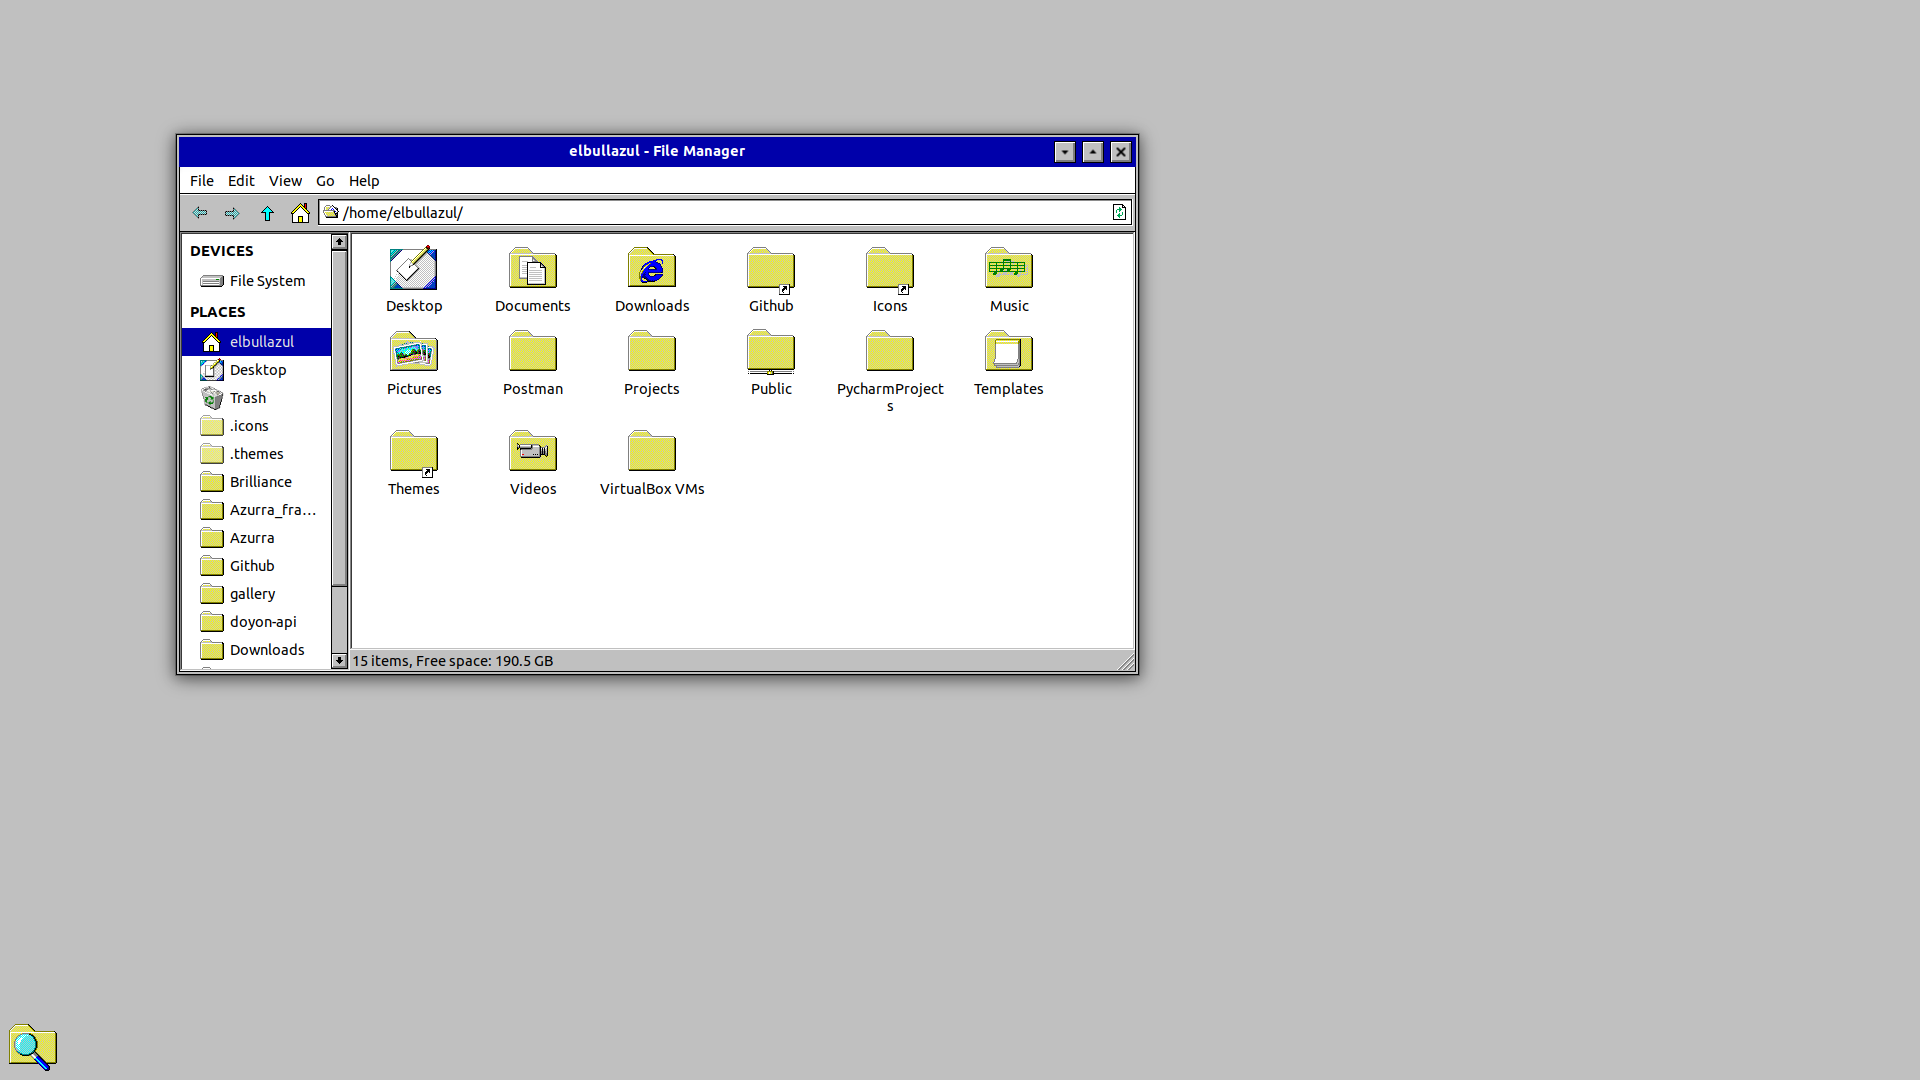 elbullazul - File Manager
File Edit View Go Help
/home/elbullazul/
DEVICES
File System
PLACES
elbullazul
Desktop
Trash
.icons
.themes
Brilliance
Azurra_fra...
Azurra
Github
gallery
doyon-api
Downloads
Desktop Documents Downloads Github Icons Music
Pictures Postman Projects Public PycharmProject
s
Templates
Themes Videos VirtualBox VMs
15 items, Free space: 190.5 GB